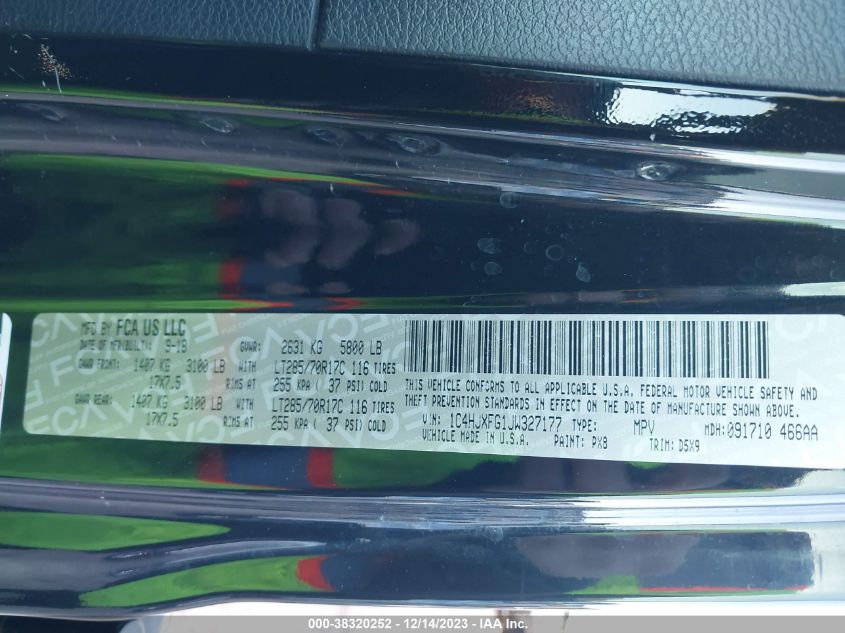 MFD BY FCA US LLC
DATE OF MFR(BUILT): 9-18 GVWR: 2631 KG 5800 LB
GAWR FRONT: 1407 KG 3100 LB WITH LT285/70R17C 116 TIRES
17X7.5 RIMS AT 255 KPA ( 37 PSI) COLD
GAWR REAR: 1407 KG 3100 LB WITH LT285/70R17C 116 TIRES
17X7.5 RIMS AT 255 KPA ( 37 PSI) COLD
THIS VEHICLE CONFORMS TO ALL APPLICABLE U.S.A. FEDERAL MOTOR VEHICLE SAFETY AND
THEFT PREVENTION STANDARDS IN EFFECT ON THE DATE OF MANUFACTURE SHOWN ABOVE.
VIN: 1C4HJXFG1JW327177 TYPE: MPV MDH: 091710 466AA
VEHICLE MADE IN U.S.A. PAINT: PX8 TRIM: D5X9
000-38320252 - 12/14/2023 - IAA Inc.